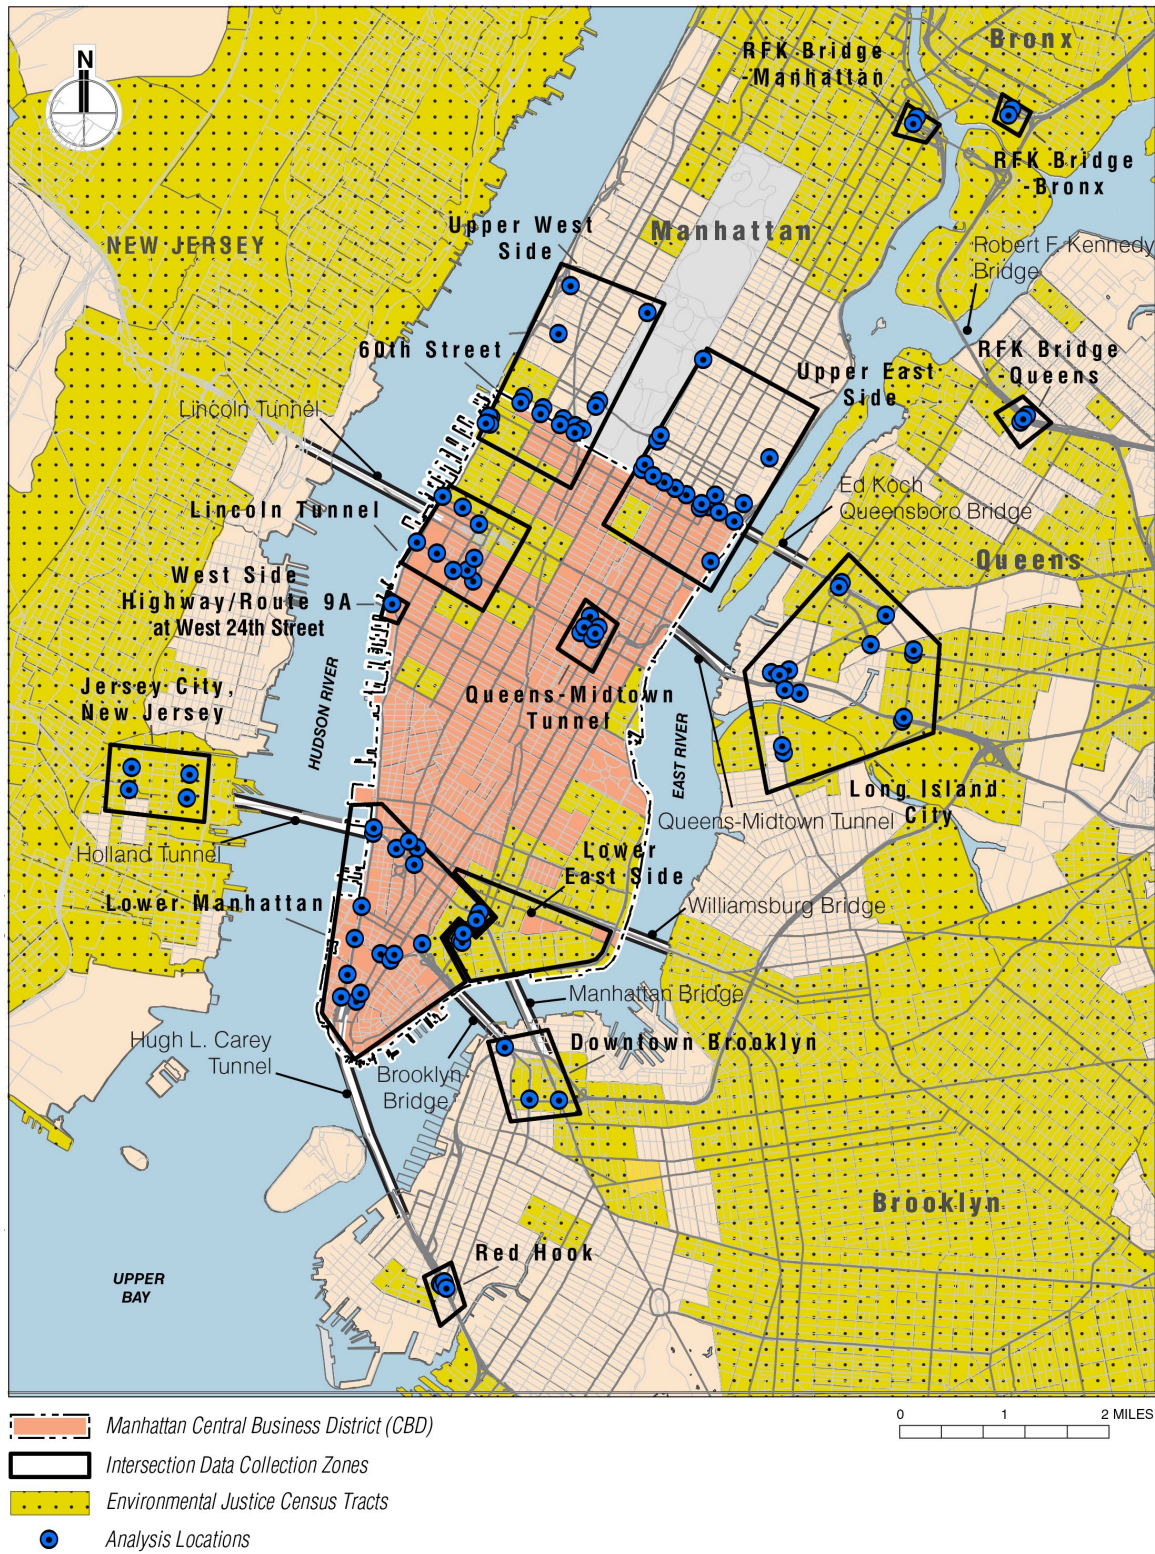 N
Bronx
RFK Bridge
-Manhattan
RFK Bridge
-Bronx
NEW JERSEY
Upper West
Side
Manhattan
Robert F. Kennedy
Bridge
60th Street
RFK Bridge
-Queens
Upper East
Side
Lincoln Tunnel
Ed Koch
Queensboro Bridge
Lincoln Tunnel
Queens
West Side
Highway/Route 9A
at West 24th Street
HUDSON RIVER
Jersey City,
New Jersey
Queens-Midtown
Tunnel
EAST RIVER
Long Island
City
Queens-Midtown Tunnel
Holland Tunnel
Lower
East Side
Lower Manhattan
Williamsburg Bridge
Manhattan Bridge
Hugh L. Carey
Tunnel
Downtown Brooklyn
Brooklyn
Bridge
Brooklyn
Red Hook
UPPER
BAY
Manhattan Central Business District (CBD)
0 1 2 MILES
Intersection Data Collection Zones
Environmental Justice Census Tracts
Analysis Locations